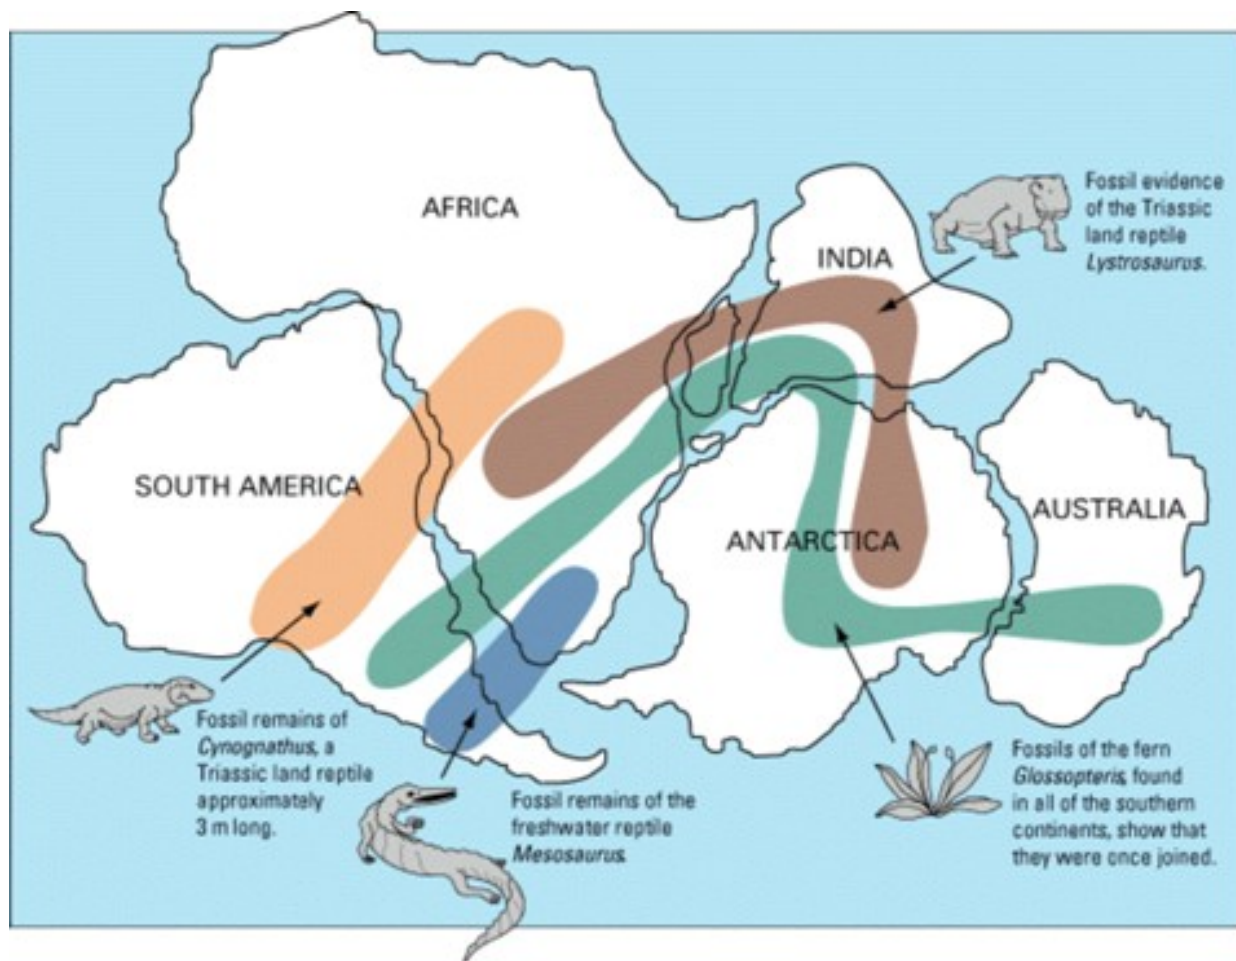 AFRICA
INDIA
Fossil evidence
of the Triassic
land reptile
Lystrosaurus.
SOUTH AMERICA
ANTARCTICA
AUSTRALIA
Fossil remains of
Cynognathus, a
Triassic land reptile
approximately
3 m long.
Fossil remains of the
freshwater reptile
Mesosaurus.
Fossils of the fern
Glossopteris, found
in all of the southern
continents, show that
they were once joined.